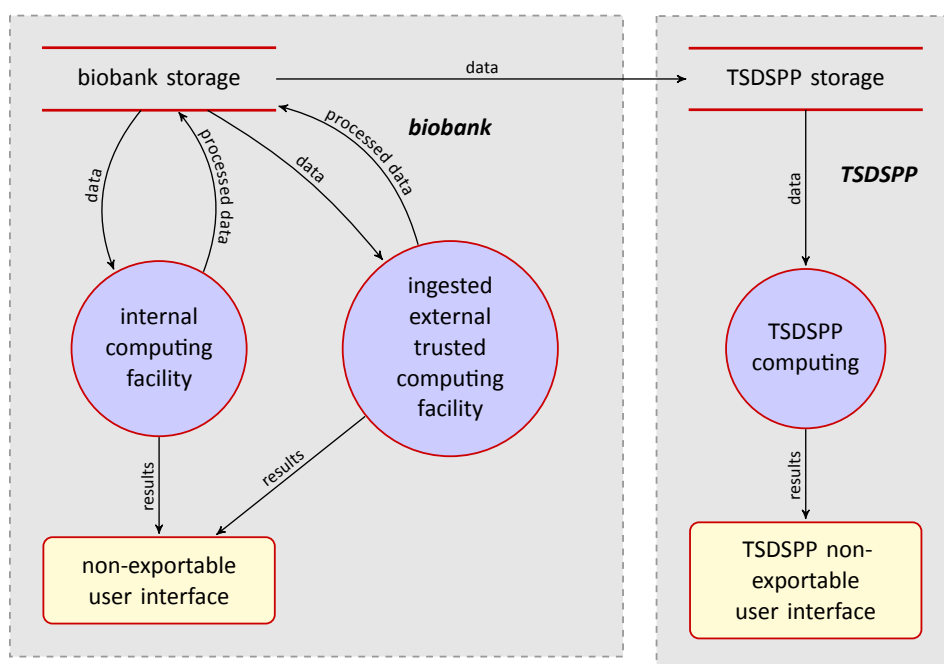 biobank storage
data
TSDSPP storage
biobank
TSDSPP
data
processed data
data
processed data
data
internal
computing
facility
ingested
external
trusted
computing
facility
TSDSPP
computing
results
results
results
non-exportable
user interface
TSDSPP non-
exportable
user interface